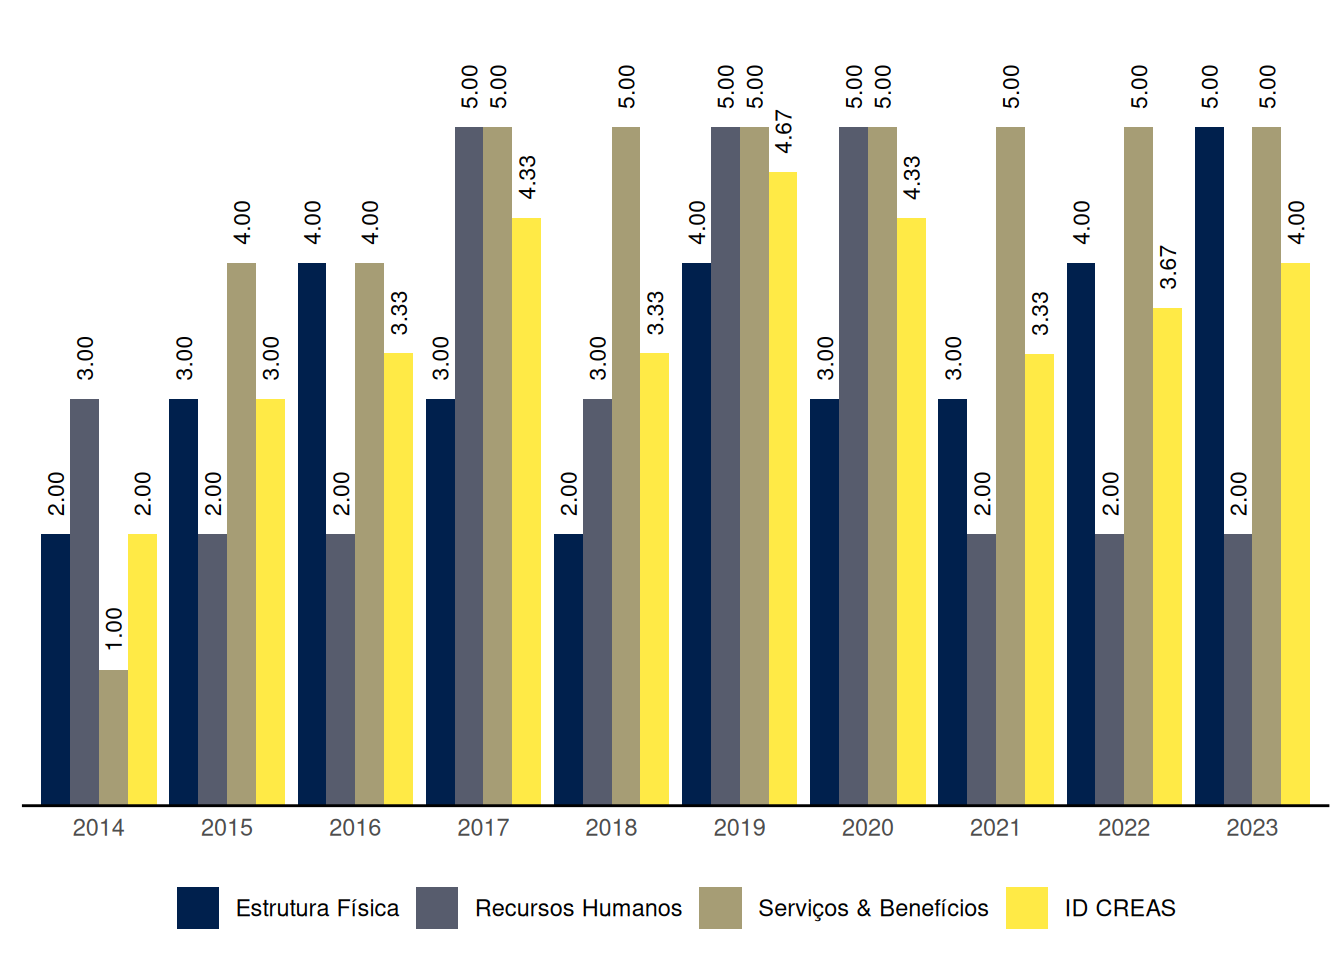 5.00 5.00 5.00 5.00 5.00 5.00 5.00 5.00 5.00 5.00 5.00
4.67
4.33 4.33
4.00 4.00 4.00 4.00 4.00 4.00
3.67
3.33 3.33 3.33
3.00 3.00 3.00 3.00 3.00 3.00 3.00
2.00 2.00 2.00 2.00 2.00 2.00 2.00 2.00
1.00
2014 2015 2016 2017 2018 2019 2020 2021 2022 2023
Estrutura Física Recursos Humanos Serviços & Benefícios ID CREAS